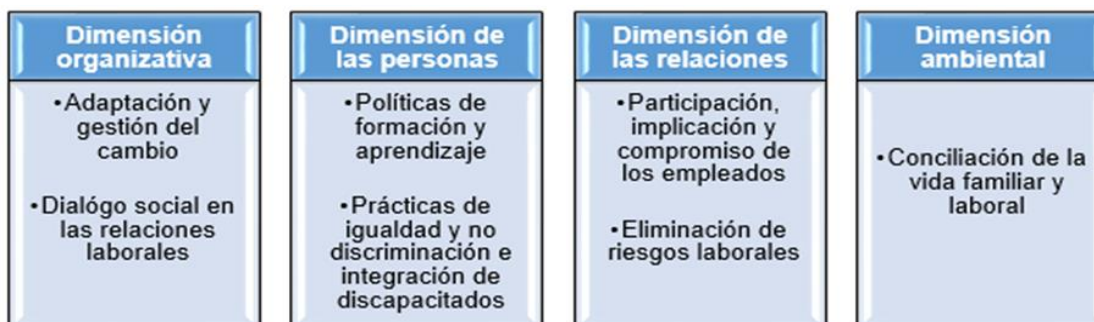 Dimensión
organizativa
•Adaptación y
gestión del
cambio
•Dialógo social en
las relaciones
laborales
Dimensión de
las personas
•Políticas de
formación y
aprendizaje
•Prácticas de
igualdad y no
discriminación e
integración de
discapacitados
Dimensión de
las relaciones
•Participación,
implicación y
compromiso de
los empleados
•Eliminación de
riesgos laborales
Dimensión
ambiental
•Conciliación de la
vida familiar y
laboral